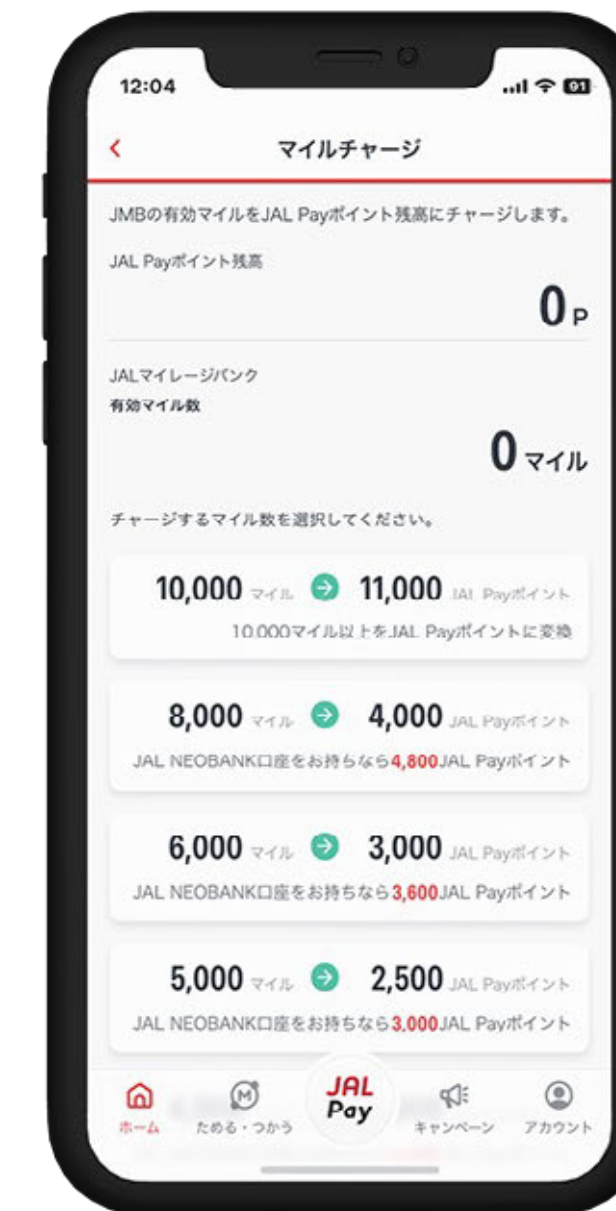 12:04
91
マイルチャージ
JMBの有効マイルをJAL Payポイント残高にチャージします。
JAL Payポイント残高
0 P
JALマイレージバンク
有効マイル数
0 マイル
チャージするマイル数を選択してください。
10,000 マイル 11,000 JAL Payポイント
10,000マイル以上をJAL Payポイントに変換
8,000 マイル 4,000 JAL Payポイント
JAL NEOBANK口座をお持ちなら4,800JAL Payポイント
6,000 マイル 3,000 JAL Payポイント
JAL NEOBANK口座をお持ちなら3,600JAL Payポイント
5,000 マイル 2,500 JAL Payポイント
JAL NEOBANK口座をお持ちなら3,000JAL Payポイント
ホーム
M
ためる・つかう
JAL
Pay
キャンペーン
アカウント